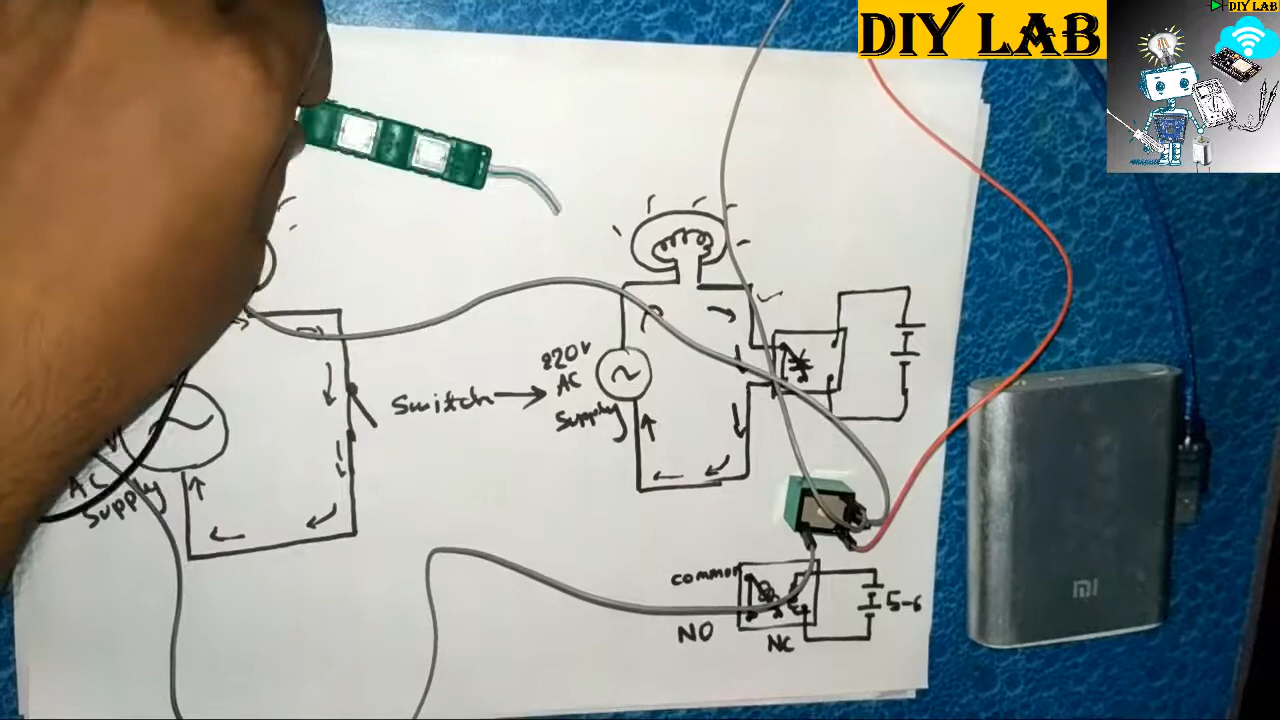 DIY LAB
DIY LAB
220v
AC
Supply
Switch
AC
Supply
common
NO
NC
5-6
mi